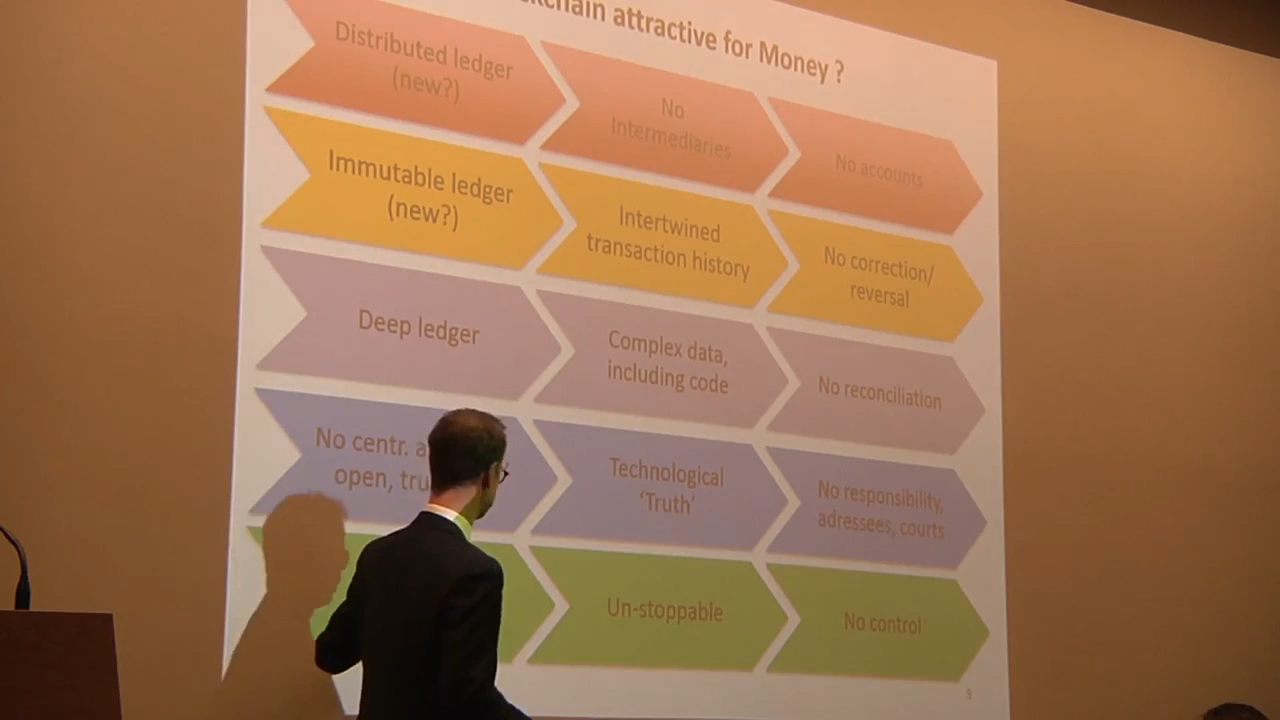 attractive for Money ?
Distributed ledger
(new?)
No
Intermediaries
No accounts
Immutable ledger
(new?)
Intertwined
transaction history
No correction/
reversal
Deep ledger
Complex data,
including code
No reconciliation
No centr.
open,
Technological
‘Truth’
No responsibility,
adressees, courts
Un-stoppable
No control
9